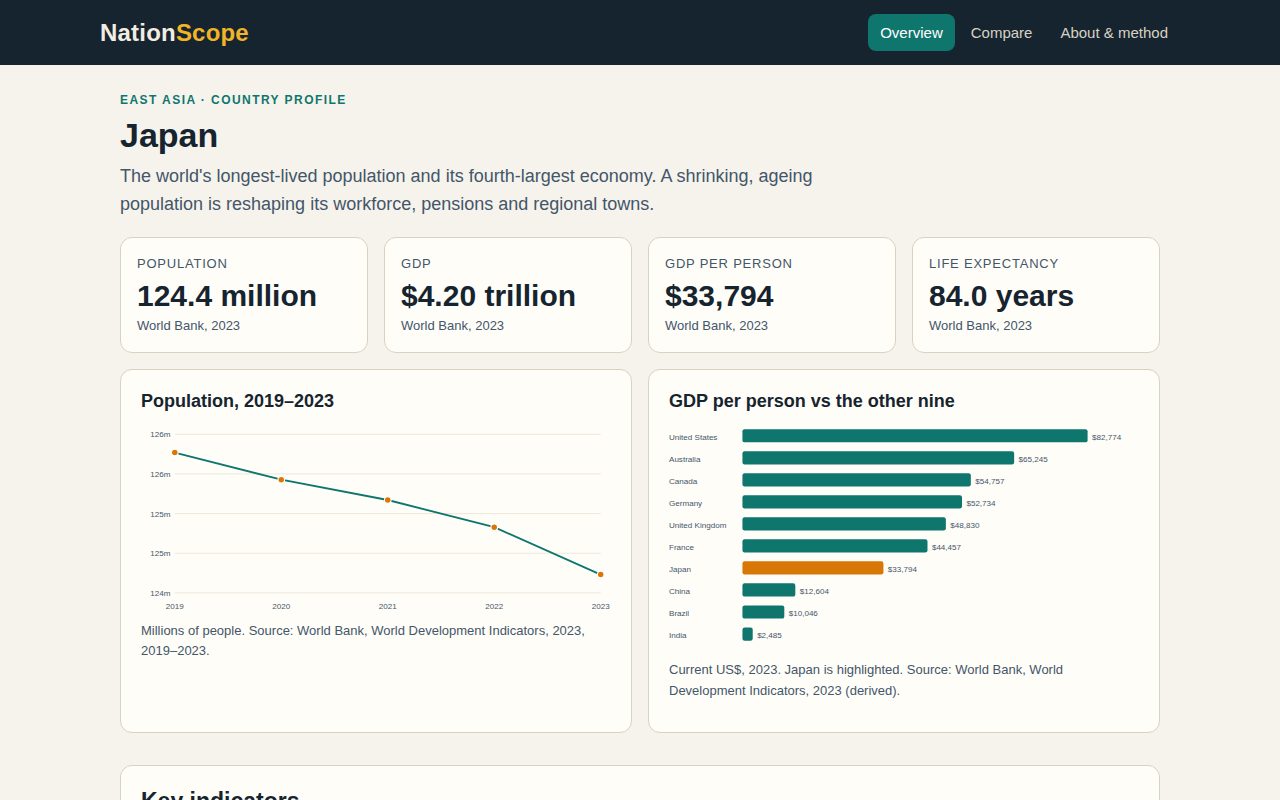 NationScope
Overview
Compare
About & method
EAST ASIA · COUNTRY PROFILE
Japan
The world's longest-lived population and its fourth-largest economy. A shrinking, ageing
population is reshaping its workforce, pensions and regional towns.
POPULATION
124.4 million
World Bank, 2023
GDP
$4.20 trillion
World Bank, 2023
GDP PER PERSON
$33,794
World Bank, 2023
LIFE EXPECTANCY
84.0 years
World Bank, 2023
Population, 2019–2023
126m
126m
125m
125m
124m
2019
2020
2021
2022
2023
Millions of people. Source: World Bank, World Development Indicators, 2023,
2019–2023.
GDP per person vs the other nine
United States $82,774
Australia $65,245
Canada $54,757
Germany $52,734
United Kingdom $48,830
France $44,457
Japan $33,794
China $12,604
Brazil $10,046
India $2,485
Current US$, 2023. Japan is highlighted. Source: World Bank, World
Development Indicators, 2023 (derived).
Key indicators